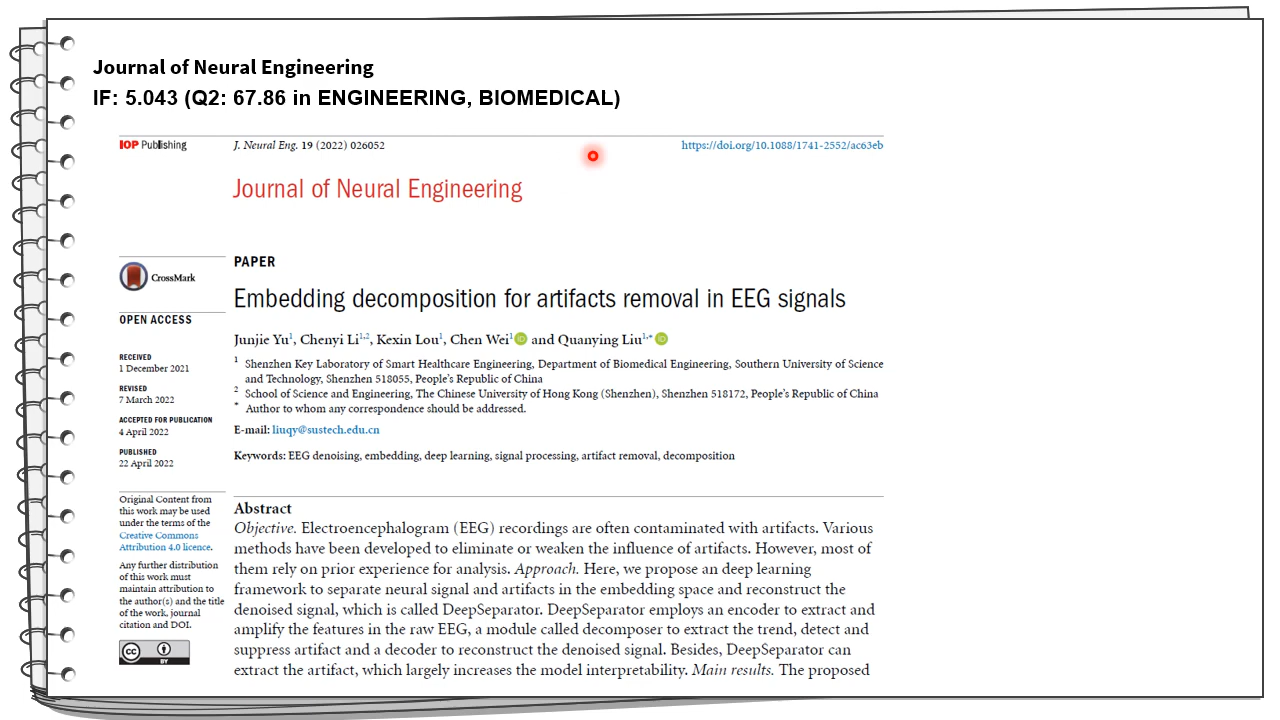 Journal of Neural Engineering
IF: 5.043 (Q2: 67.86 in ENGINEERING, BIOMEDICAL)
IOP Publishing
J. Neural Eng. 19 (2022) 026052
https://doi.org/10.1088/1741-2552/ac63eb
Journal of Neural Engineering
CrossMark
OPEN ACCESS
RECEIVED
1 December 2021
REVISED
7 March 2022
ACCEPTED FOR PUBLICATION
4 April 2022
PUBLISHED
22 April 2022
Original Content from
this work may be used
under the terms of the
Creative Commons
Attribution 4.0 licence.
Any further distribution
of this work must
maintain attribution to
the author(s) and the title
of the work, journal
citation and DOI.
cc
BY
PAPER
Embedding decomposition for artifacts removal in EEG signals
Junjie Yu1, Chenyi Li1,2, Kexin Lou1, Chen Wei1 iD and Quanying Liu1,* iD
1 Shenzhen Key Laboratory of Smart Healthcare Engineering, Department of Biomedical Engineering, Southern University of Science
and Technology, Shenzhen 518055, People's Republic of China
2 School of Science and Engineering, The Chinese University of Hong Kong (Shenzhen), Shenzhen 518172, People's Republic of China
* Author to whom any correspondence should be addressed.
E-mail: liuqy@sustech.edu.cn
Keywords: EEG denoising, embedding, deep learning, signal processing, artifact removal, decomposition
Abstract
Objective. Electroencephalogram (EEG) recordings are often contaminated with artifacts. Various
methods have been developed to eliminate or weaken the influence of artifacts. However, most of
them rely on prior experience for analysis. Approach. Here, we propose an deep learning
framework to separate neural signal and artifacts in the embedding space and reconstruct the
denoised signal, which is called DeepSeparator. DeepSeparator employs an encoder to extract and
amplify the features in the raw EEG, a module called decomposer to extract the trend, detect and
suppress artifact and a decoder to reconstruct the denoised signal. Besides, DeepSeparator can
extract the artifact, which largely increases the model interpretability. Main results. The proposed